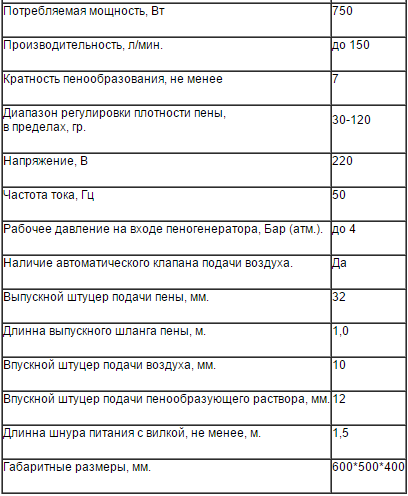 Потребляемая мощность, Вт 750
Производительность, л/мин. до 150
Кратность пенообразования, не менее 7
Диапазон регулировки плотности пены,
в пределах, гр. 30-120
Напряжение, В 220
Частота тока, Гц 50
Рабочее давление на входе пеногенератора, Бар (атм.). до 4
Наличие автоматического клапана подачи воздуха. Да
Выпускной штуцер подачи пены, мм. 32
Длинна выпускного шланга пены, м. 1,0
Впускной штуцер подачи воздуха, мм. 10
Впускной штуцер подачи пенообразующего раствора, мм. 12
Длинна шнура питания с вилкой, не менее, м. 1,5
Габаритные размеры, мм. 600*500*400